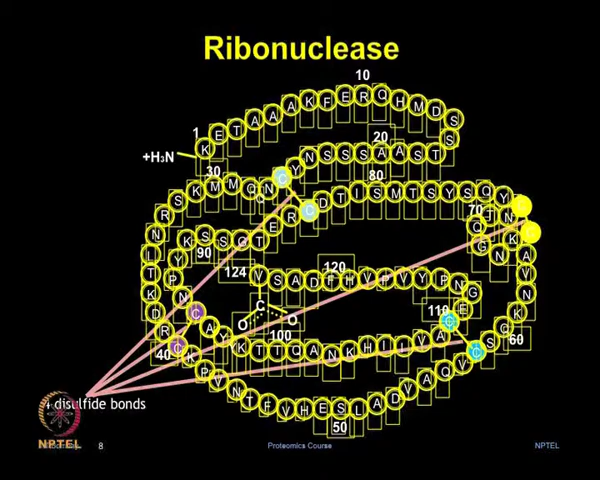 Ribonuclease
10
K E T A A A K F E R Q H M D S
1
S
+H₃N
20
Y N S S S A A S T S
30
80
S K M M Q N C
R
N
L
T
K
D
R
C
40
C D T I S M T S Y S Q Y C
70
Q T N
G N K C
A
V
N
K S S G T E R
Y
P
N
C
90
124
120
V S A D F H V P V Y P N G
E
110
C
C
O O
A Y K T T Q A N K H I I V A
100
60
K P V N T F V H E S L A D V Q A V C S Q
50
4 disulfide bonds
NPTEL
8
Proteomics Course
NPTEL